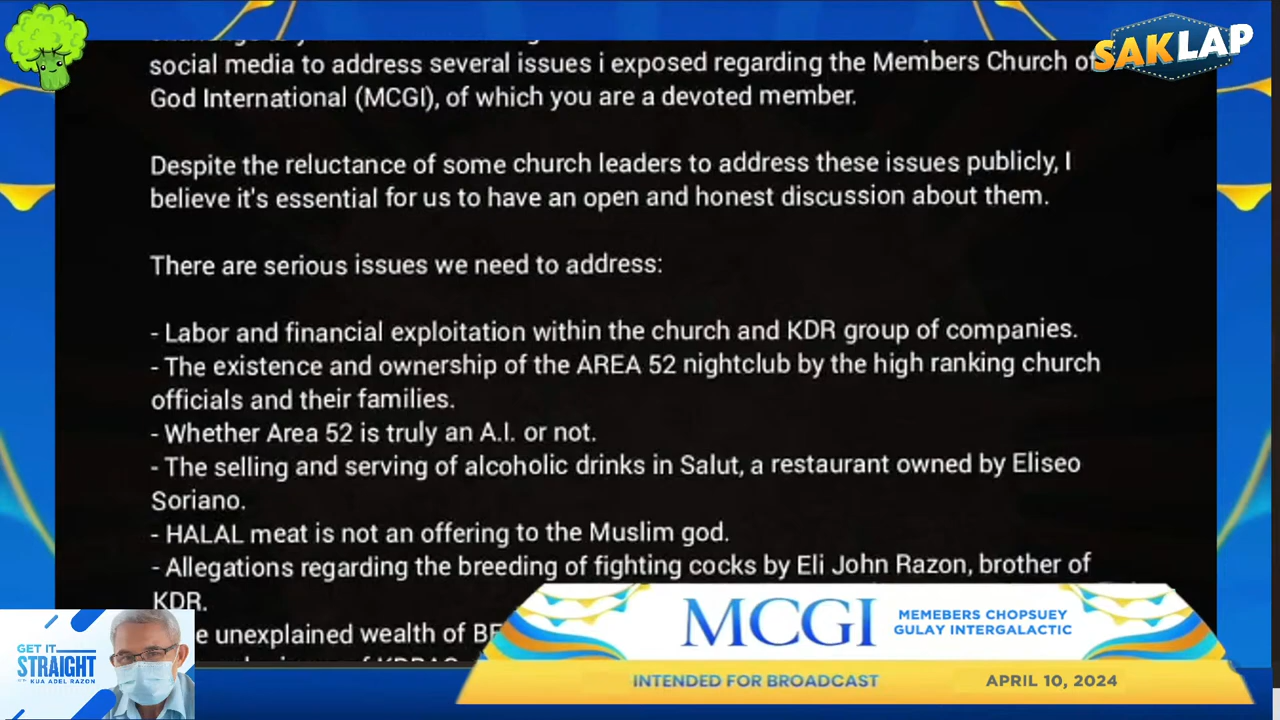 SAKLAP
social media to address several issues i exposed regarding the Members Church of
God International (MCGI), of which you are a devoted member.
Despite the reluctance of some church leaders to address these issues publicly, I
believe it's essential for us to have an open and honest discussion about them.
There are serious issues we need to address:
- Labor and financial exploitation within the church and KDR group of companies.
- The existence and ownership of the AREA 52 nightclub by the high ranking church
officials and their families.
- Whether Area 52 is truly an A.I. or not.
- The selling and serving of alcoholic drinks in Salut, a restaurant owned by Eliseo
Soriano.
- HALAL meat is not an offering to the Muslim god.
- Allegations regarding the breeding of fighting cocks by Eli John Razon, brother of
KDR.
unexplained wealth of
GET IT
STRAIGHT
KUA ADEL RAZON
MCGI
MEMEBERS CHOPSUEY
GULAY INTERGALACTIC
INTENDED FOR BROADCAST
APRIL 10, 2024